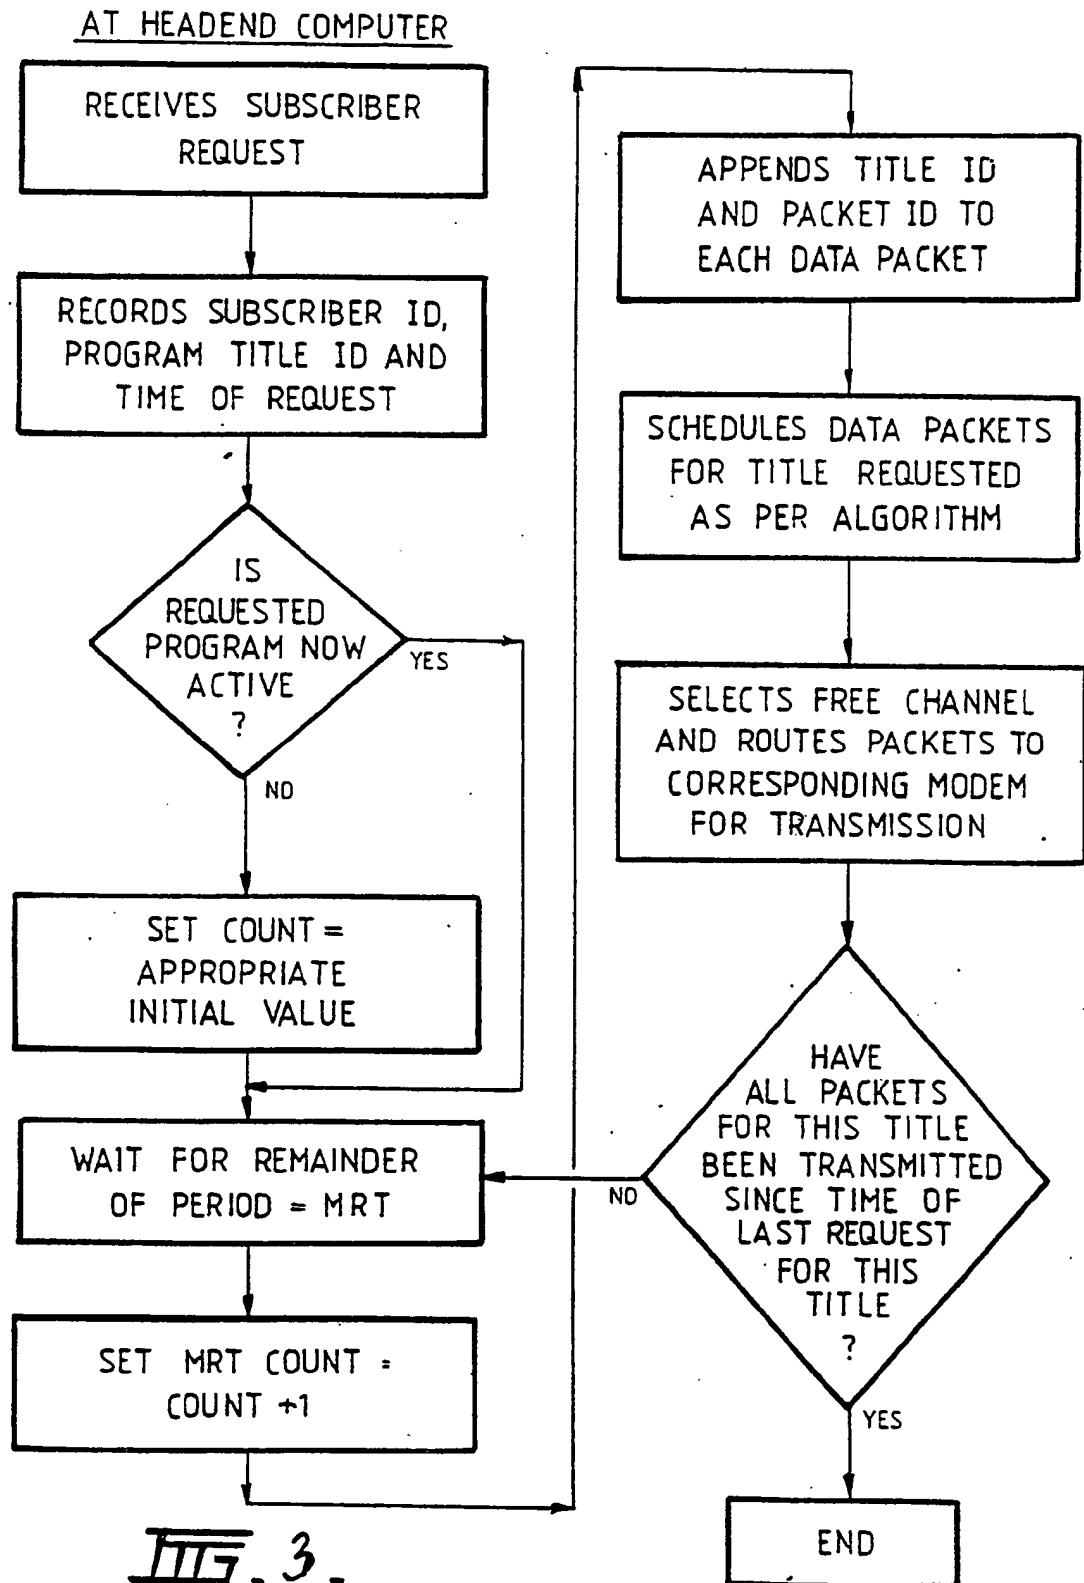 AT HEADEND COMPUTER
RECEIVES SUBSCRIBER
REQUEST
RECORDS SUBSCRIBER ID,
PROGRAM TITLE ID AND
TIME OF REQUEST
IS
REQUESTED
PROGRAM NOW
ACTIVE
?
YES
NO
SET COUNT =
APPROPRIATE
INITIAL VALUE
WAIT FOR REMAINDER
OF PERIOD = MRT
SET MRT COUNT =
COUNT +1
APPENDS TITLE ID
AND PACKET ID TO
EACH DATA PACKET
SCHEDULES DATA PACKETS
FOR TITLE REQUESTED
AS PER ALGORITHM
SELECTS FREE CHANNEL
AND ROUTES PACKETS TO
CORRESPONDING MODEM
FOR TRANSMISSION
HAVE
ALL PACKETS
FOR THIS TITLE
BEEN TRANSMITTED
SINCE TIME OF
LAST REQUEST
FOR THIS
TITLE
?
NO
YES
END
FIG. 3.